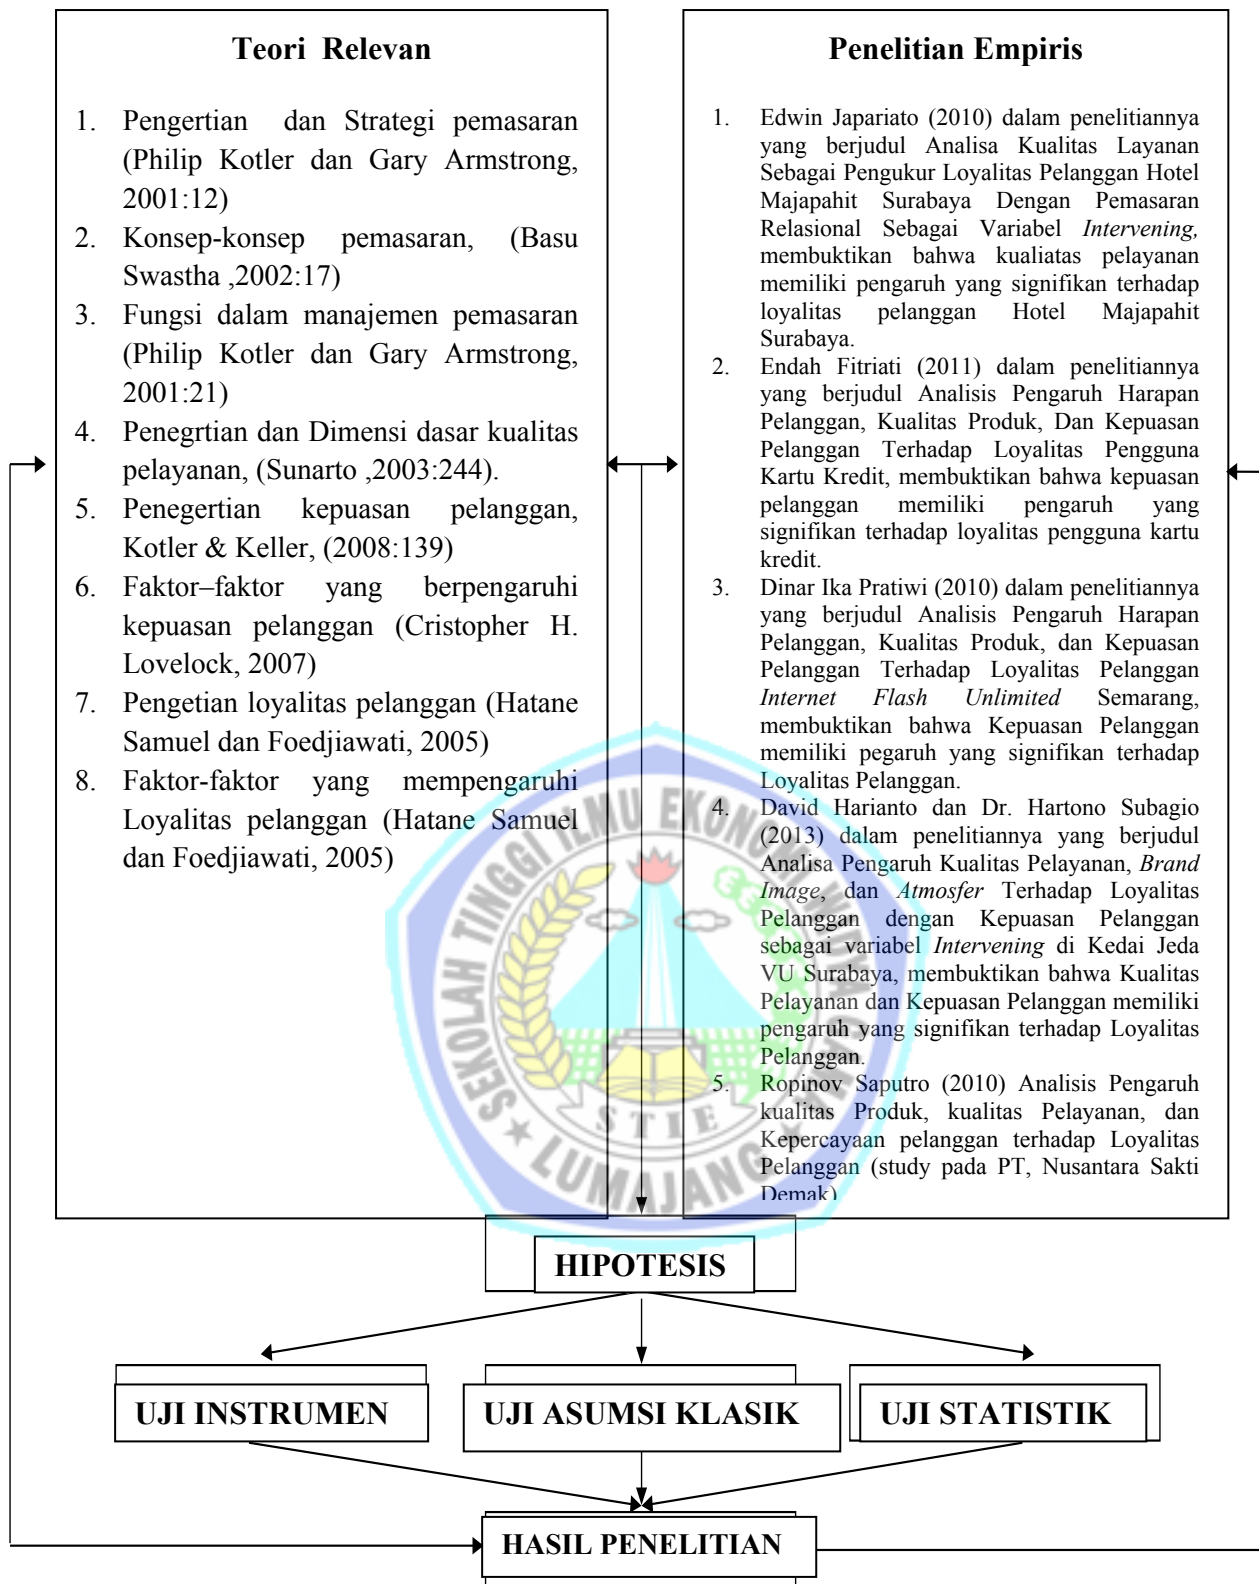 Teori Relevan
1. Pengertian dan Strategi pemasaran
(Philip Kotler dan Gary Armstrong,
2001:12)
2. Konsep-konsep pemasaran, (Basu
Swastha ,2002:17)
3. Fungsi dalam manajemen pemasaran
(Philip Kotler dan Gary Armstrong,
2001:21)
4. Penegrtian dan Dimensi dasar kualitas
pelayanan, (Sunarto ,2003:244).
5. Penegertian kepuasan pelanggan,
Kotler & Keller, (2008:139)
6. Faktor–faktor yang berpengaruhi
kepuasan pelanggan (Cristopher H.
Lovelock, 2007)
7. Pengetian loyalitas pelanggan (Hatane
Samuel dan Foedjiawati, 2005)
8. Faktor-faktor yang mempengaruhi
Loyalitas pelanggan (Hatane Samuel
dan Foedjiawati, 2005)
Penelitian Empiris
1. Edwin Japariato (2010) dalam penelitiannya
yang berjudul Analisa Kualitas Layanan
Sebagai Pengukur Loyalitas Pelanggan Hotel
Majapahit Surabaya Dengan Pemasaran
Relasional Sebagai Variabel Intervening,
membuktikan bahwa kualiatas pelayanan
memiliki pengaruh yang signifikan terhadap
loyalitas pelanggan Hotel Majapahit
Surabaya.
2. Endah Fitriati (2011) dalam penelitiannya
yang berjudul Analisis Pengaruh Harapan
Pelanggan, Kualitas Produk, Dan Kepuasan
Pelanggan Terhadap Loyalitas Pengguna
Kartu Kredit, membuktikan bahwa kepuasan
pelanggan memiliki pengaruh yang
signifikan terhadap loyalitas pengguna kartu
kredit.
3. Dinar Ika Pratiwi (2010) dalam penelitiannya
yang berjudul Analisis Pengaruh Harapan
Pelanggan, Kualitas Produk, dan Kepuasan
Pelanggan Terhadap Loyalitas Pelanggan
Internet Flash Unlimited Semarang,
membuktikan bahwa Kepuasan Pelanggan
memiliki pegaruh yang signifikan terhadap
Loyalitas Pelanggan.
4. David Harianto dan Dr. Hartono Subagio
(2013) dalam penelitiannya yang berjudul
Analisa Pengaruh Kualitas Pelayanan, Brand
Image, dan Atmosfer Terhadap Loyalitas
Pelanggan dengan Kepuasan Pelanggan
sebagai variabel Intervening di Kedai Jeda
VU Surabaya, membuktikan bahwa Kualitas
Pelayanan dan Kepuasan Pelanggan memiliki
pengaruh yang signifikan terhadap Loyalitas
Pelanggan.
5. Ropinov Saputro (2010) Analisis Pengaruh
kualitas Produk, kualitas Pelayanan, dan
Kepercayaan pelanggan terhadap Loyalitas
Pelanggan (study pada PT, Nusantara Sakti
Demak)
SEKOLAH TINGGI ILMU EKONOMI WIDYA GAMA
STIE
LUMAJANG
HIPOTESIS
UJI INSTRUMEN
UJI ASUMSI KLASIK
UJI STATISTIK
HASIL PENELITIAN